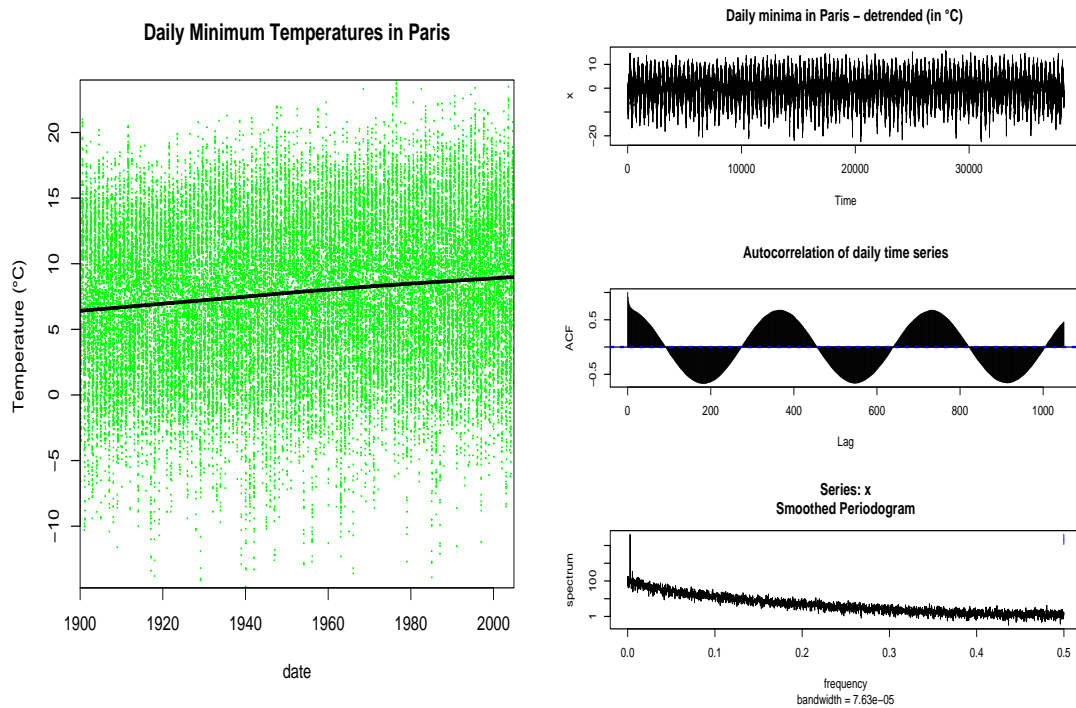 Daily Minimum Temperatures in Paris
Temperature (°C)
20
15
10
5
0
−5
−10
1900
1920
1940
1960
1980
2000
date
Daily minima in Paris − detrended (in °C)
x
10
0
−20
0
10000
20000
30000
Time
Autocorrelation of daily time series
ACF
0.5
−0.5
0
200
400
600
800
1000
Lag
Series: x
Smoothed Periodogram
spectrum
100
1
0.0
0.1
0.2
0.3
0.4
0.5
frequency
bandwidth = 7.63e−05